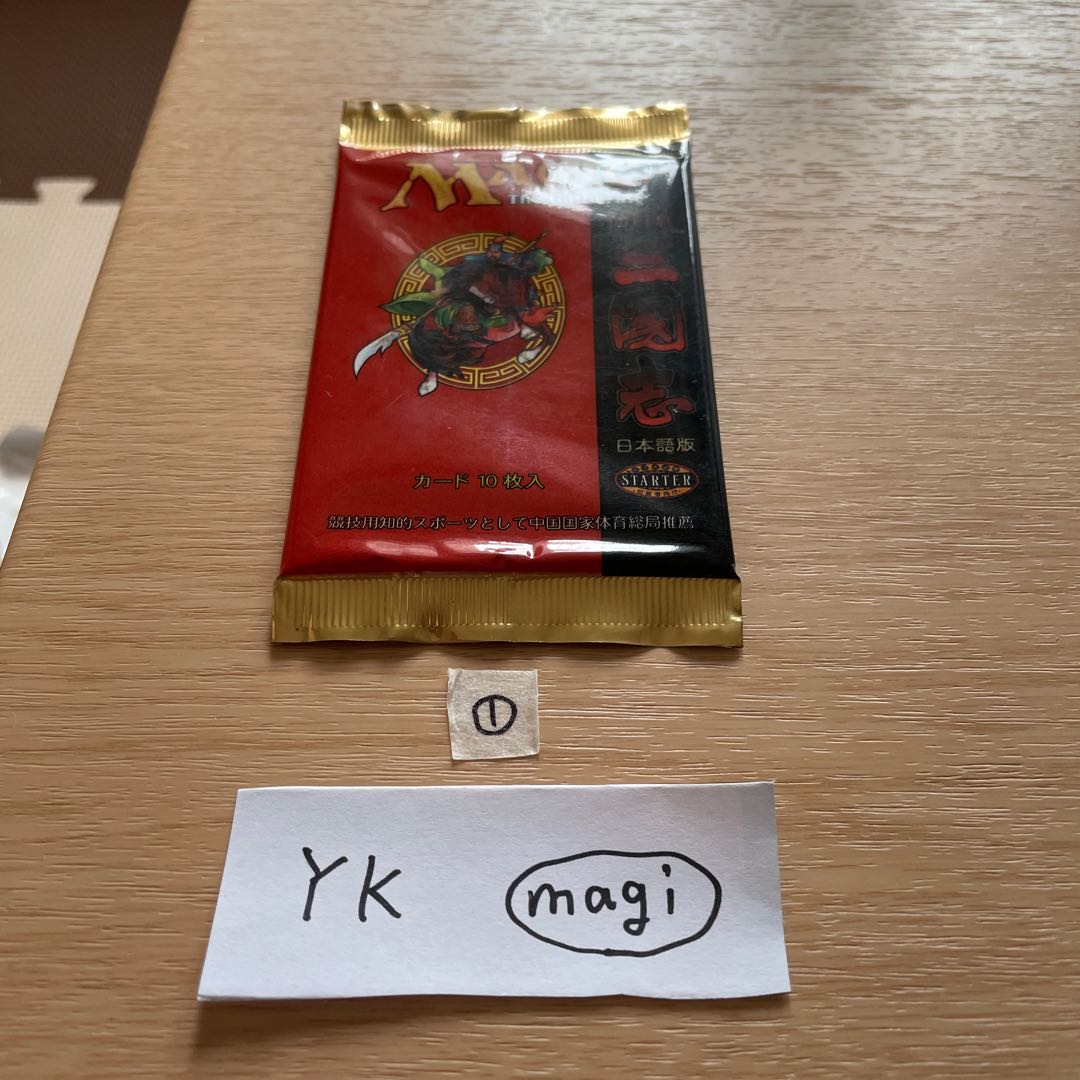 三國志
日本語版
STARTER
カード 10 枚入
競技用知的スポーツとして中国国家体育総局推薦
①
YK magi